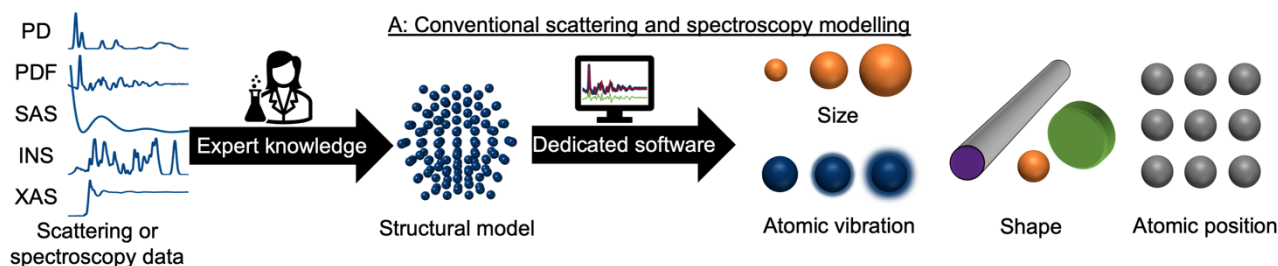 A: Conventional scattering and spectroscopy modelling
PD
PDF
SAS
INS
XAS
Scattering or
spectroscopy data
Expert knowledge
Structural model
Dedicated software
Size
Atomic vibration
Shape
Atomic position